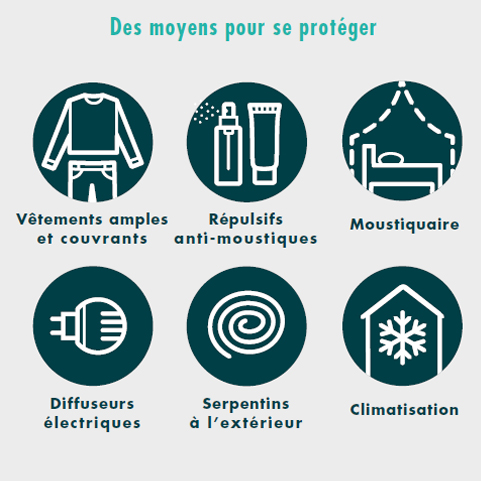 Des moyens pour se protéger
Vêtements amples
et couvrants
Répulsifs
anti-moustiques
Moustiquaire
Diffuseurs
électriques
Serpentins
à l'extérieur
Climatisation